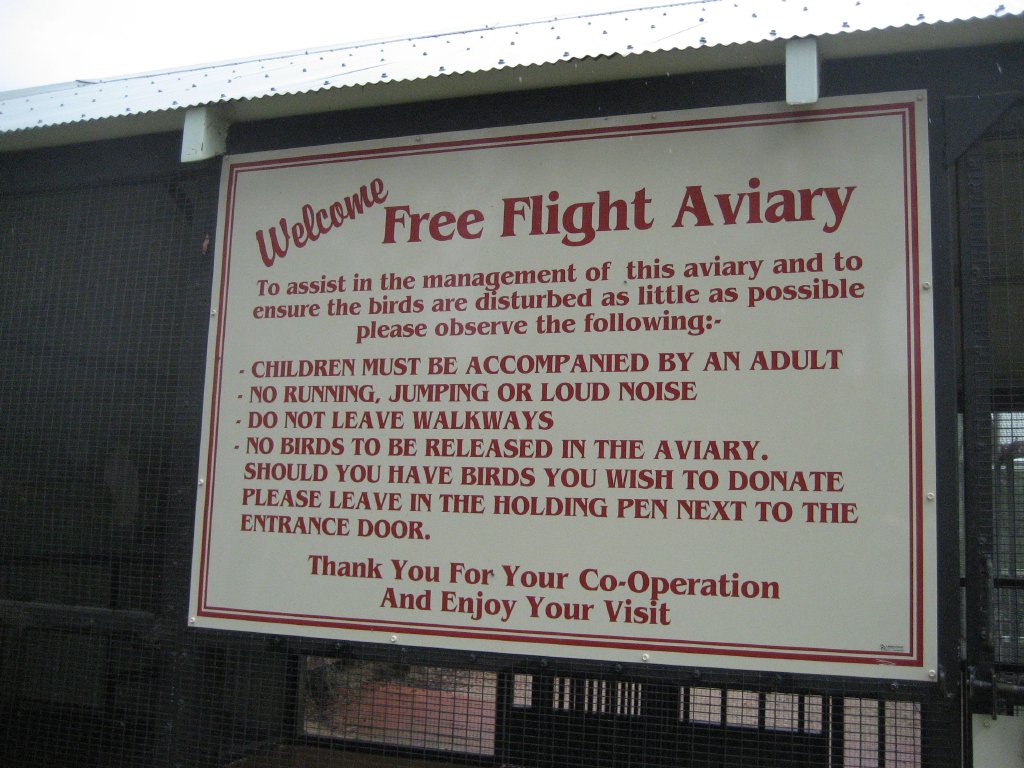 Welcome Free Flight Aviary
To assist in the management of this aviary and to
ensure the birds are disturbed as little as possible
please observe the following:-
- CHILDREN MUST BE ACCOMPANIED BY AN ADULT
- NO RUNNING, JUMPING OR LOUD NOISE
- DO NOT LEAVE WALKWAYS
- NO BIRDS TO BE RELEASED IN THE AVIARY.
SHOULD YOU HAVE BIRDS YOU WISH TO DONATE
PLEASE LEAVE IN THE HOLDING PEN NEXT TO THE
ENTRANCE DOOR.
Thank You For Your Co-Operation
And Enjoy Your Visit